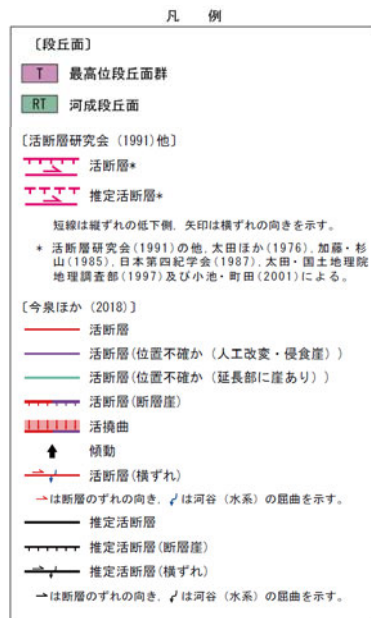 凡 例
〔段丘面〕
T 最高位段丘面群
RT 河成段丘面
〔活断層研究会（1991）他〕
活断層*
推定活断層*
短線は縦ずれの低下側，矢印は横ずれの向きを示す。
* 活断層研究会(1991)の他，太田ほか(1976)，加藤・杉
山(1985)，日本第四紀学会(1987)，太田・国土地理院
地理調査部(1997)及び小池・町田(2001)による。
〔今泉ほか（2018）〕
活断層
活断層(位置不確か（人工改変・侵食崖）)
活断層(位置不確か（延長部に崖あり）)
活断層(断層崖)
活撓曲
傾動
活断層(横ずれ)
は断層のずれの向き，は河谷（水系）の屈曲を示す。
推定活断層
推定活断層(断層崖)
推定活断層(横ずれ)
は断層のずれの向き，は河谷（水系）の屈曲を示す。